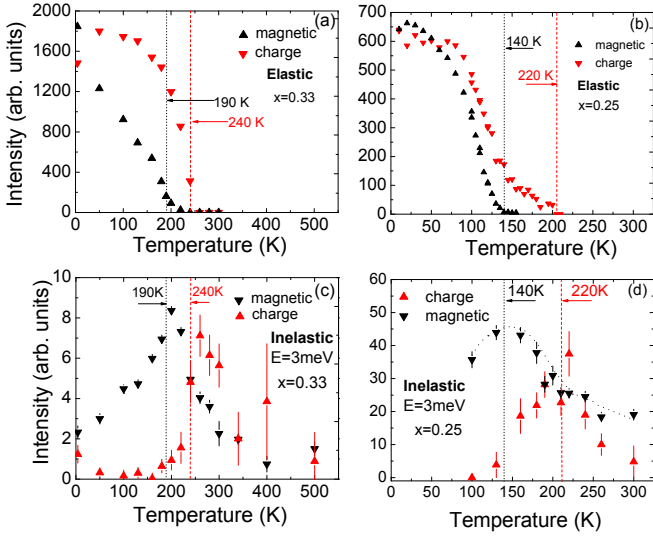 (a)
magnetic
charge
Elastic
x=0.33
190 K
240 K
2000
1600
1200
800
400
0
0 100 200 300 400 500
Temperature (K)
Intensity (arb. units)
(b)
140 K
magnetic
charge
220 K
Elastic
x=0.25
700
600
500
400
300
200
100
0
0 50 100 150 200 250 300
Temperature (K)
(c)
190K
240K
magnetic
charge
Inelastic
E=3meV
x=0.33
10
8
6
4
2
0
0 100 200 300 400 500
Temperature (K)
Intensity (arb. units)
(d)
charge
magnetic
140K
220K
Inelastic
E=3meV
x=0.25
60
50
40
30
20
10
0
0 50 100 150 200 250 300
Temperature (K)